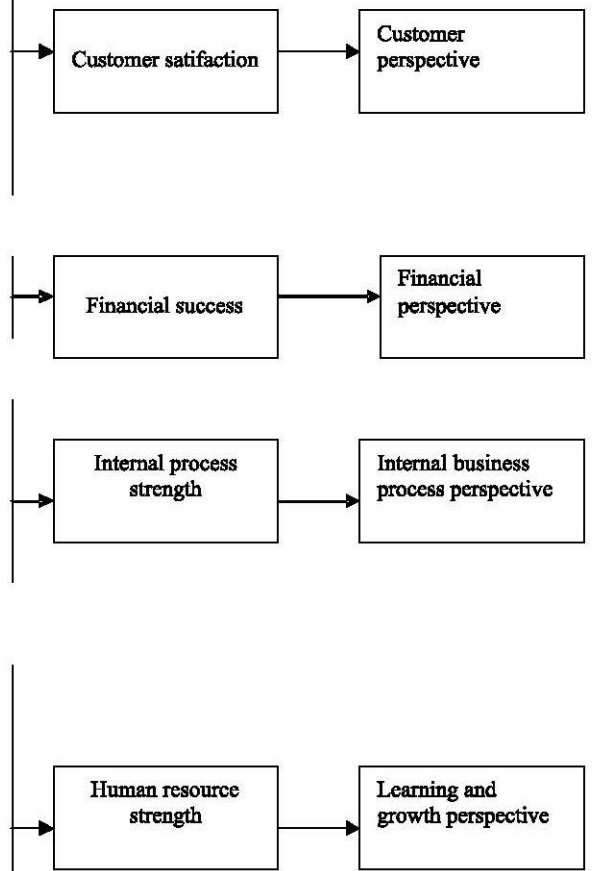 Customer satifaction
Customer
perspective
Financial success
Financial
perspective
Internal process
strength
Internal business
process perspective
Human resource
strength
Learning and
growth perspective